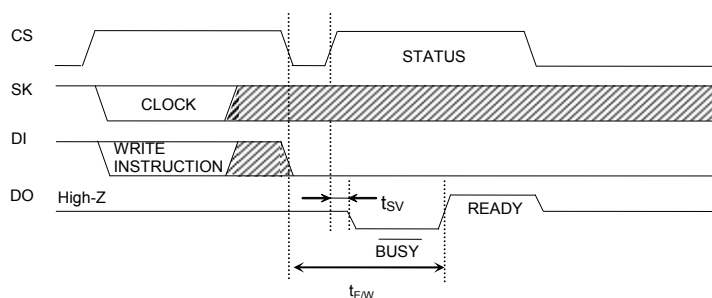 CS
STATUS
SK
CLOCK
DI
WRITE
INSTRUCTION
DO
High-Z
tSV
READY
BUSY
tE/W